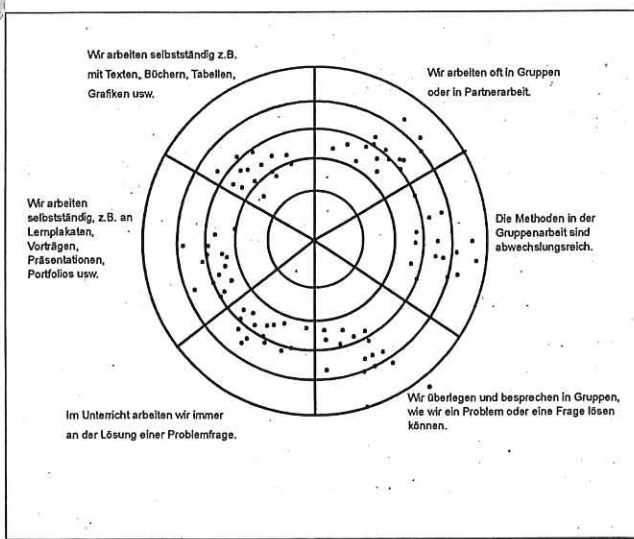 Wir arbeiten selbstständig z.B.
mit Texten, Büchern, Tabellen,
Grafiken usw.
Wir arbeiten oft in Gruppen
oder in Partnerarbeit.
Wir arbeiten
selbstständig, z.B. an
Lernplakaten,
Vorträgen,
Präsentationen,
Portfolios usw.
Die Methoden in der
Gruppenarbeit sind
abwechslungsreich.
Im Unterricht arbeiten wir immer
an der Lösung einer Problemfrage.
Wir überlegen und besprechen in Gruppen,
wie wir ein Problem oder eine Frage lösen
können.